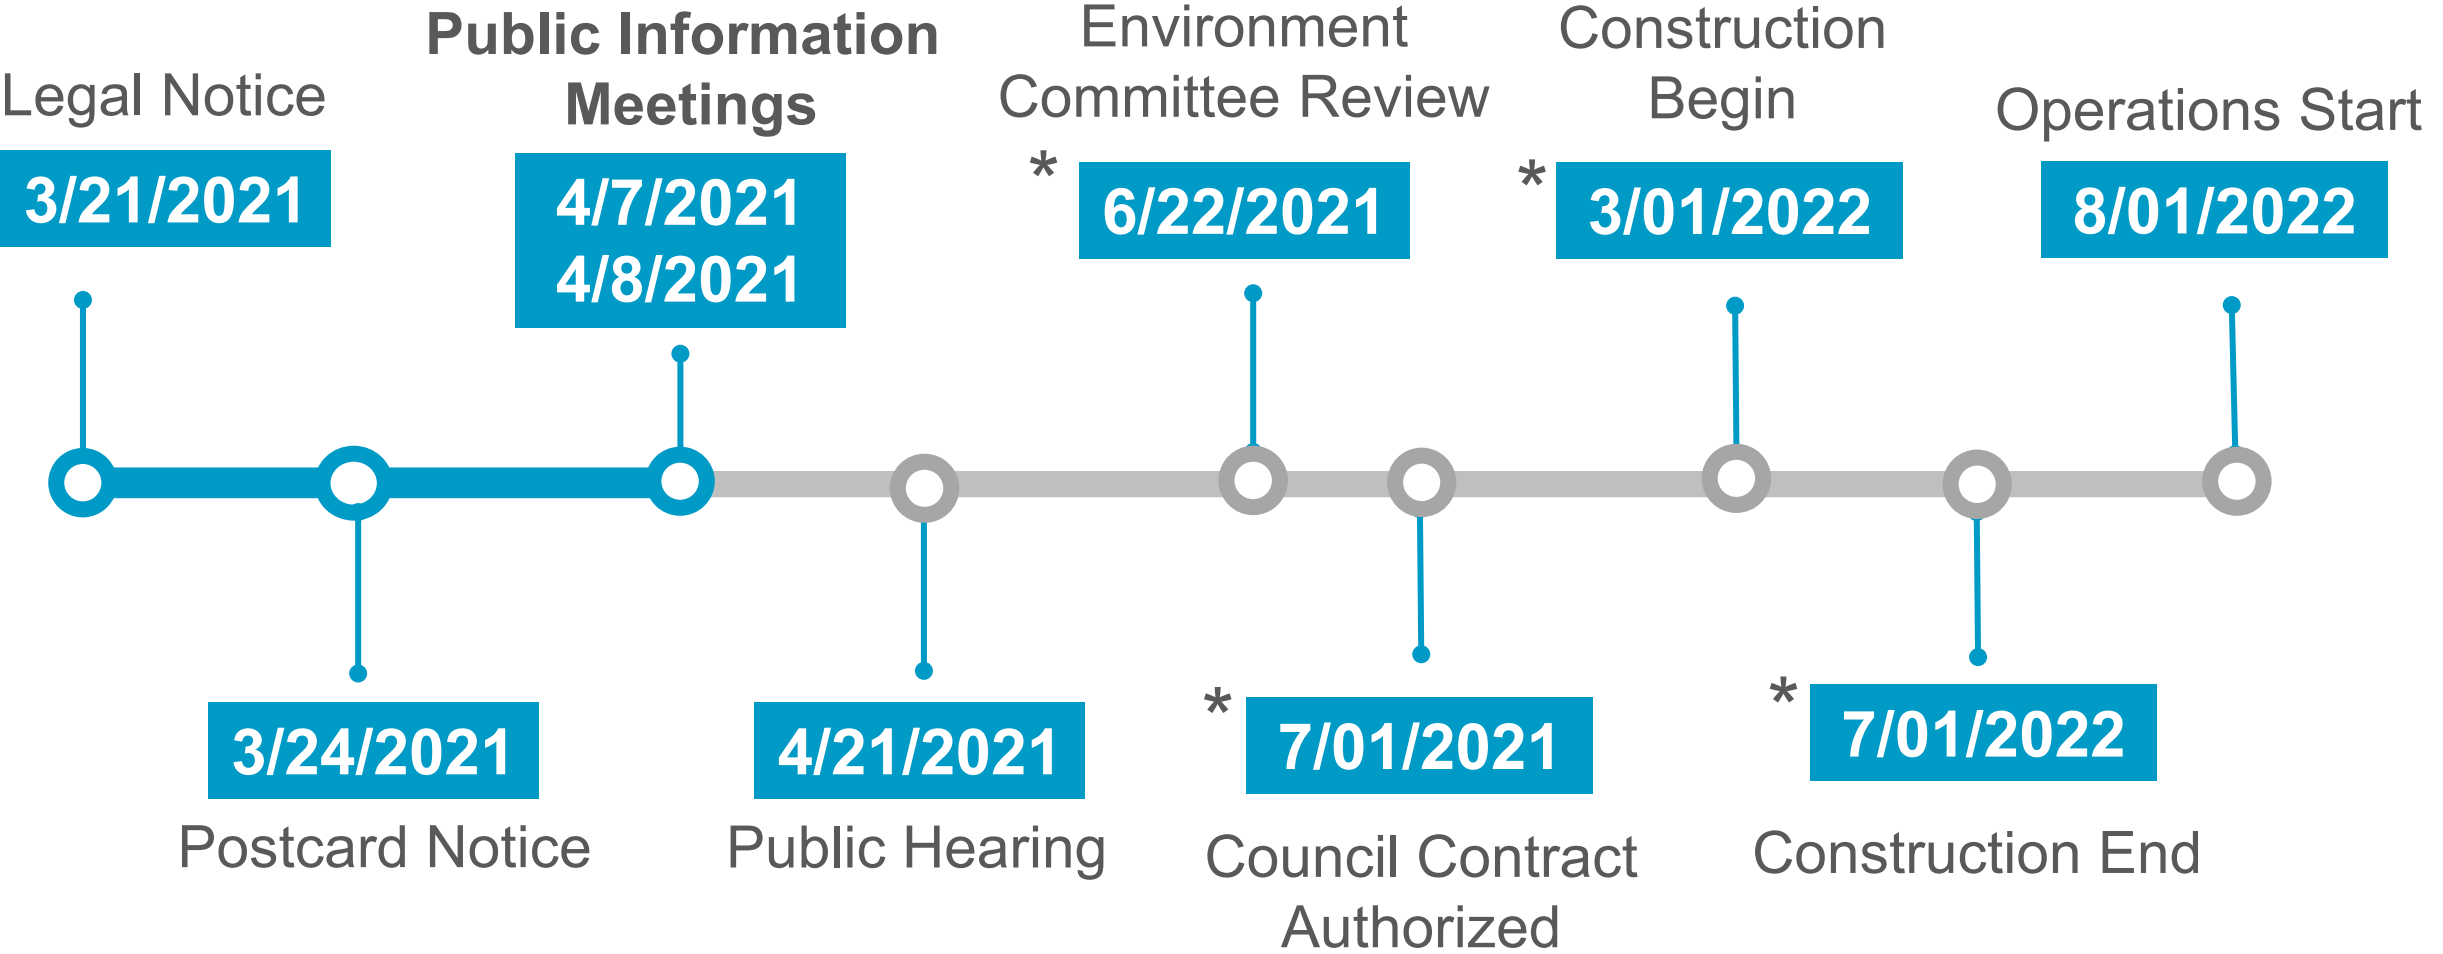 Legal Notice
3/21/2021
Public Information
Meetings
4/7/2021
4/8/2021
Environment
Committee Review
* 6/22/2021
Construction
Begin
* 3/01/2022
Operations Start
8/01/2022
3/24/2021
Postcard Notice
4/21/2021
Public Hearing
* 7/01/2021
Council Contract
Authorized
* 7/01/2022
Construction End